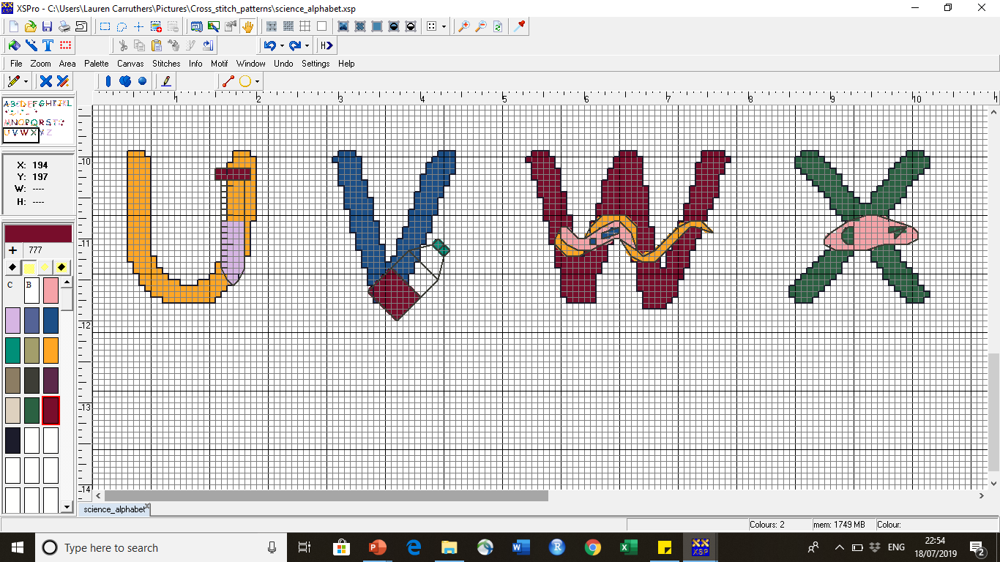 XSPro - C:\Users\Lauren Carruthers\Pictures\Cross_stitch_patterns\science_alphabet.xsp
T
H
File Zoom Area Palette Canvas Stitches Info Motif Window Undo Settings Help
1 2 3 4 5 6 7 8 9 10 1
A B C D E F G H I J K L
M N O P Q R S T
U V W X Y Z
X: 194
Y: 197
W: ----
H: ----
+ 777
C B
10
11
12
13
14
U V W X
science_alphabet
Colours: 2 mem: 1749 MB Colour:
Type here to search
ENG
22:54
18/07/2019
2